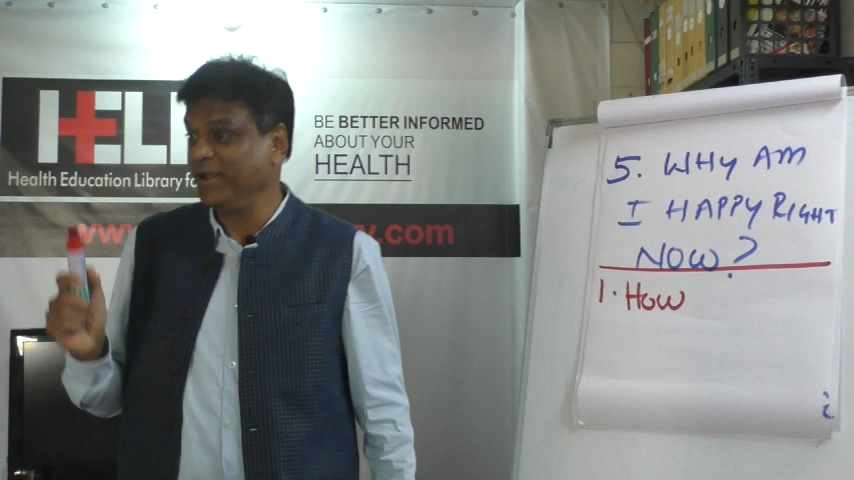 HEL
Health Education Library fo
BE BETTER INFORMED
ABOUT YOUR
HEALTH
.com
5. WHY AM
I HAPPY RIGHT
NOW?
1. How
i